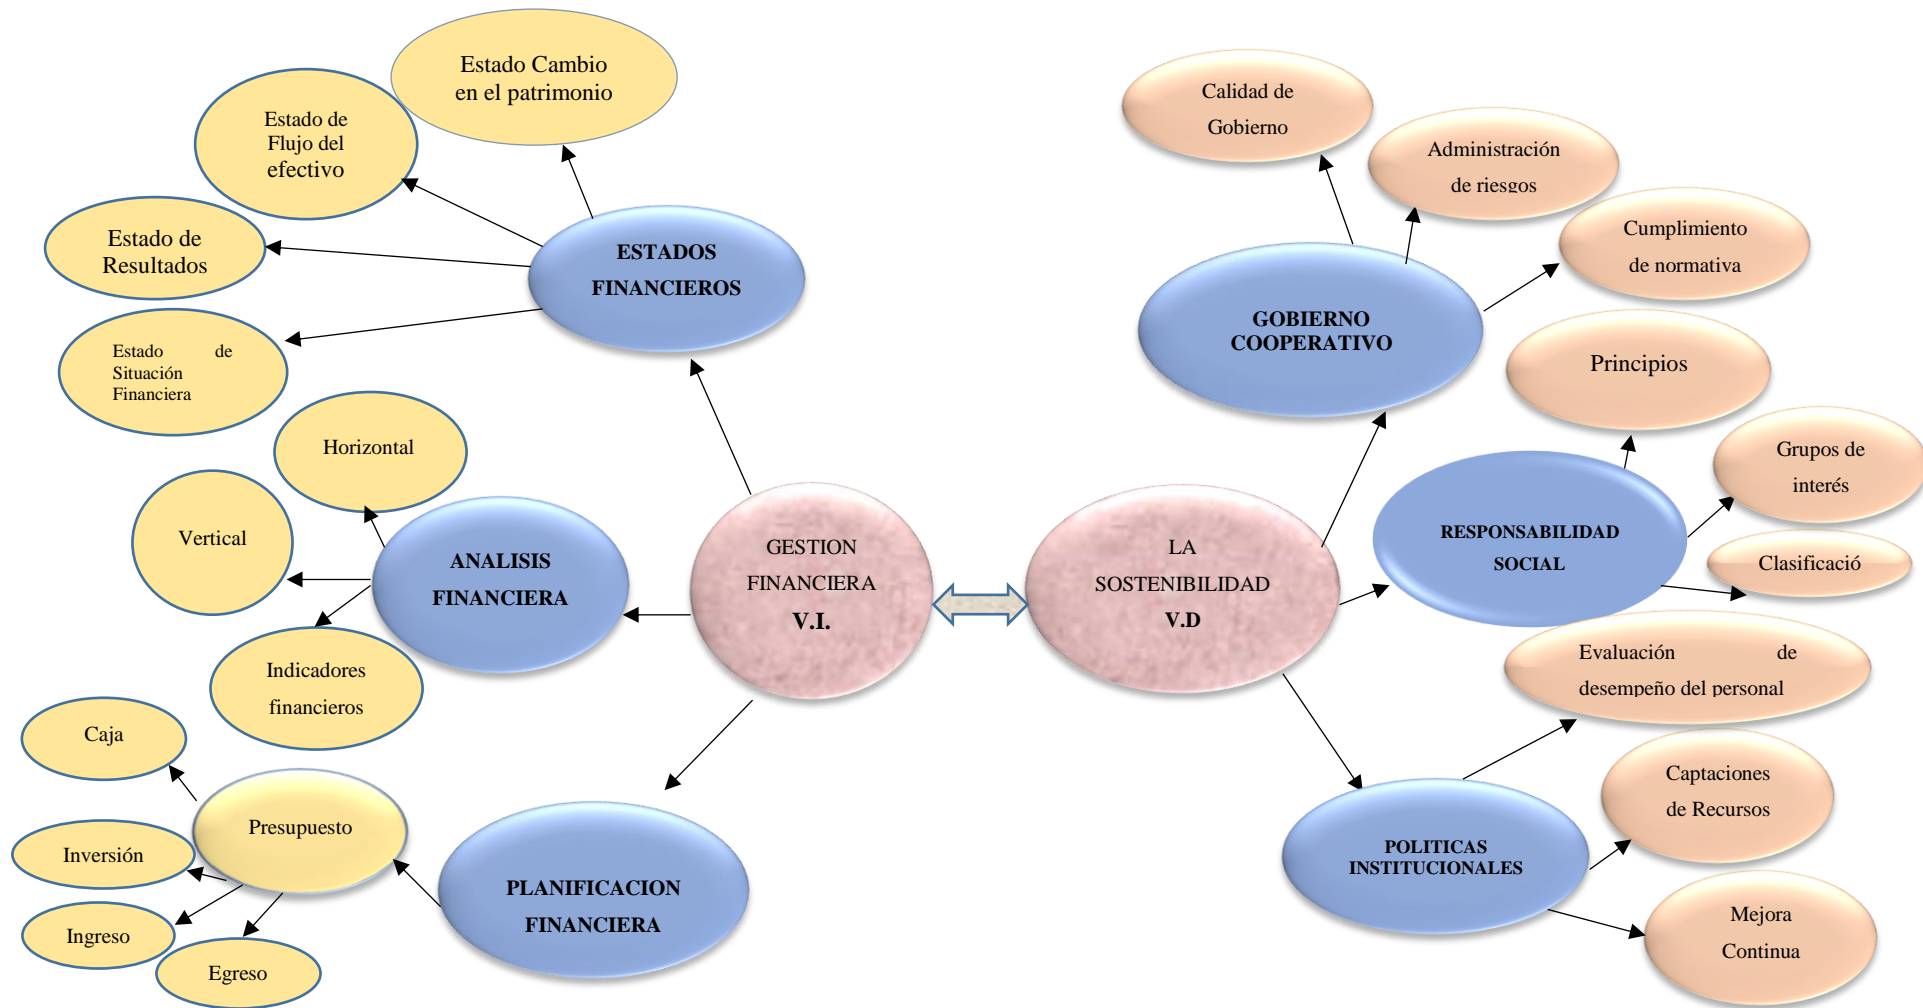 Estado Cambio
en el patrimonio
Estado de
Flujo del
efectivo
Estado de
Resultados
Estado de
Situación
Financiera
ESTADOS
FINANCIEROS
Horizontal
Vertical
ANALISIS
FINANCIERA
Indicadores
financieros
GESTION
FINANCIERA
V.I.
Caja
Presupuesto
Inversión
Ingreso
Egreso
PLANIFICACION
FINANCIERA
LA
SOSTENIBILIDAD
V.D
Calidad de
Gobierno
Administración
de riesgos
Cumplimiento
de normativa
GOBIERNO
COOPERATIVO
Principios
Grupos de
interés
RESPONSABILIDAD
SOCIAL
Clasificació
Evaluación de
desempeño del personal
Captaciones
de Recursos
POLITICAS
INSTITUCIONALES
Mejora
Continua